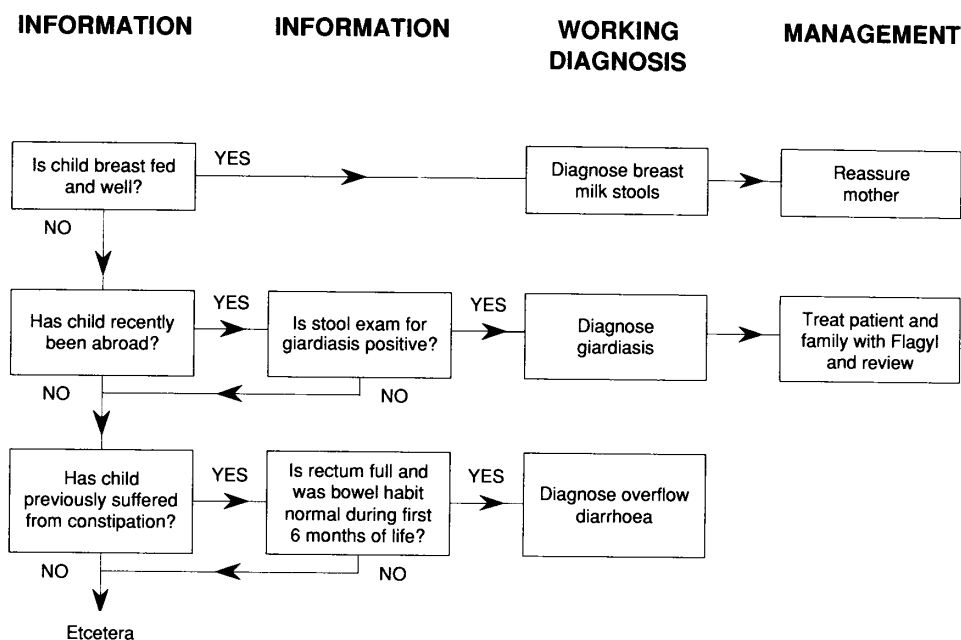 INFORMATION
INFORMATION
WORKING
DIAGNOSIS
MANAGEMENT
Is child breast fed
and well?
YES
Diagnose breast
milk stools
Reassure
mother
NO
Has child recently
been abroad?
YES
Is stool exam for
giardiasis positive?
YES
Diagnose
giardiasis
Treat patient and
family with Flagyl
and review
NO
NO
Has child
previously suffered
from constipation?
YES
Is rectum full and
was bowel habit
normal during first
6 months of life?
YES
Diagnose overflow
diarrhoea
NO
NO
Etcetera